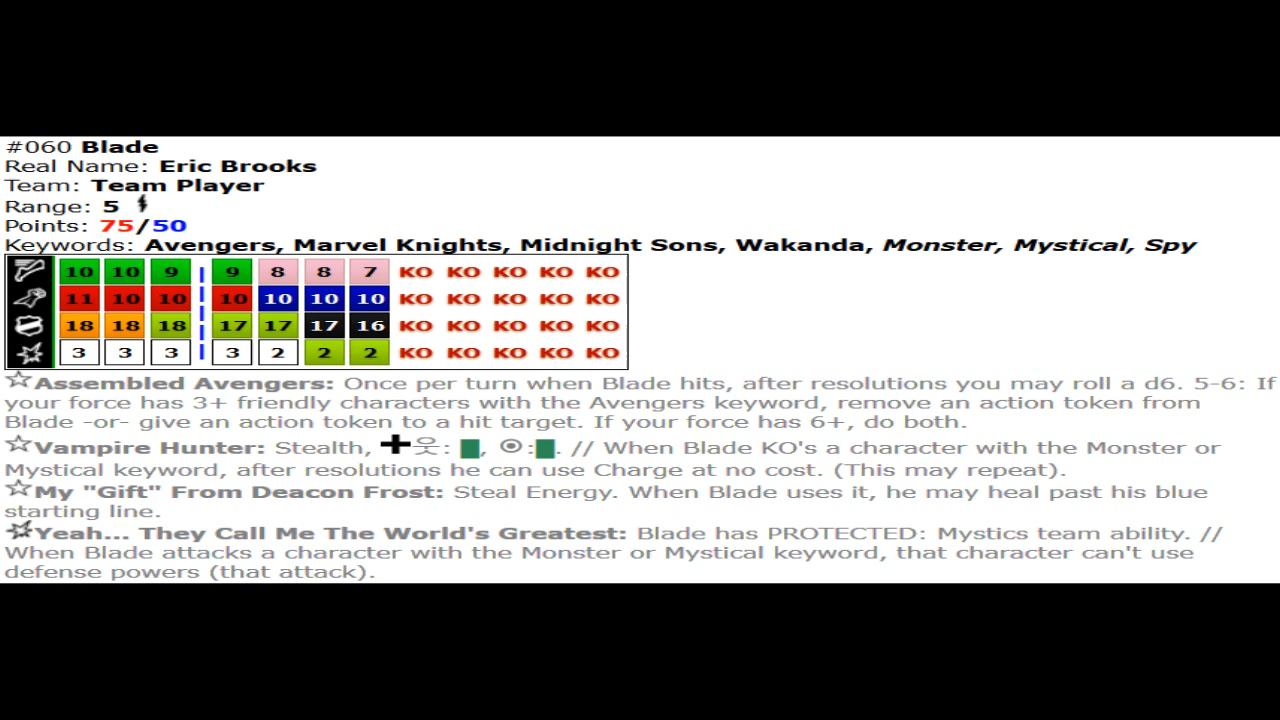 #060 Blade
Real Name: Eric Brooks
Team: Team Player
Range: 5
Points: 75/50
Keywords: Avengers, Marvel Knights, Midnight Sons, Wakanda, Monster, Mystical, Spy
10 10 9 9 8 8 7 KO KO KO KO KO
11 10 10 10 10 10 10 KO KO KO KO KO
18 18 18 17 17 17 16 KO KO KO KO KO
3 3 3 3 2 2 2 KO KO KO KO KO
Assembled Avengers: Once per turn when Blade hits, after resolutions you may roll a d6. 5-6: If
your force has 3+ friendly characters with the Avengers keyword, remove an action token from
Blade -or- give an action token to a hit target. If your force has 6+, do both.
Vampire Hunter: Stealth, : , : . // When Blade KO's a character with the Monster or
Mystical keyword, after resolutions he can use Charge at no cost. (This may repeat).
My "Gift" From Deacon Frost: Steal Energy. When Blade uses it, he may heal past his blue
starting line.
Yeah... They Call Me The World's Greatest: Blade has PROTECTED: Mystics team ability. //
When Blade attacks a character with the Monster or Mystical keyword, that character can't use
defense powers (that attack).